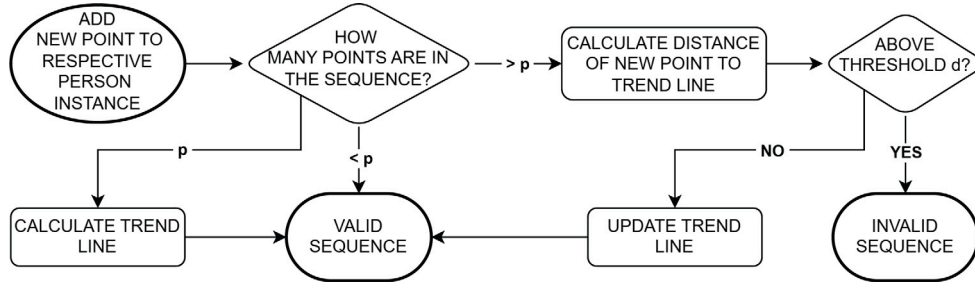 ADD
NEW POINT TO
RESPECTIVE
PERSON
INSTANCE
HOW
MANY POINTS ARE IN
THE SEQUENCE?
> p
CALCULATE DISTANCE
OF NEW POINT TO
TREND LINE
ABOVE
THRESHOLD d?
p
< p
NO
YES
CALCULATE TREND
LINE
VALID
SEQUENCE
UPDATE TREND
LINE
INVALID
SEQUENCE